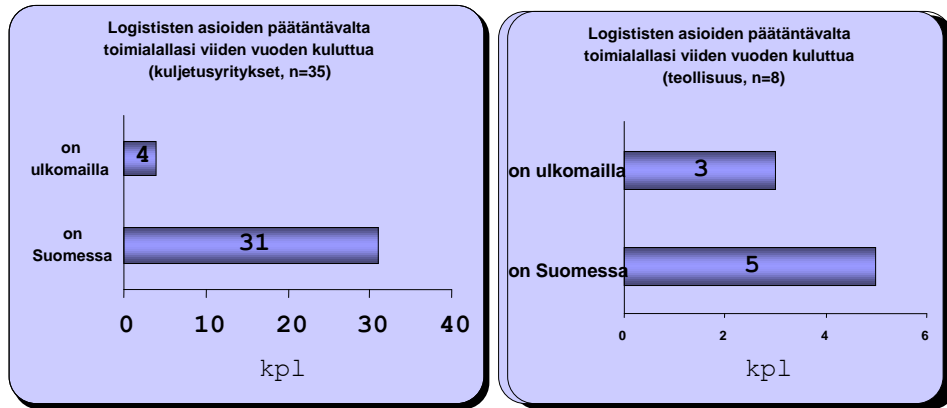 Logististen asioiden päätäntävalta
toimialallasi viiden vuoden kuluttua
(kuljetusyritykset, n=35)
on
ulkomailla
4
on
Suomessa
31
0 10 20 30 40
kpl
Logististen asioiden päätäntävalta
toimialallasi viiden vuoden kuluttua
(teollisuus, n=8)
on ulkomailla
3
on Suomessa
5
0 2 4 6
kpl